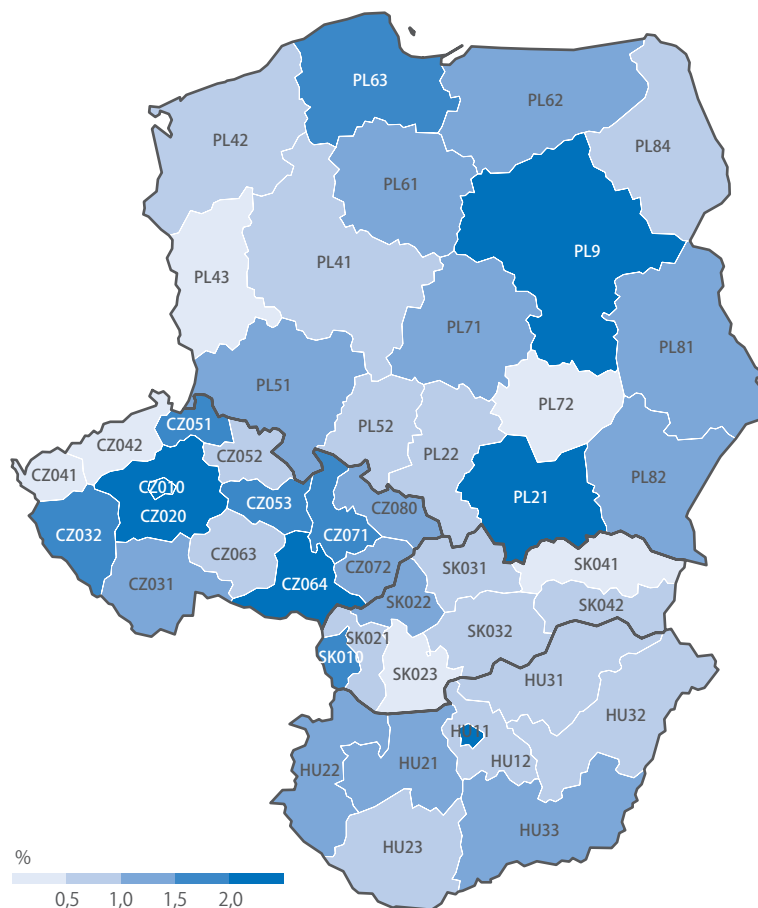 PL63
PL62
PL42
PL84
PL61
PL9
PL41
PL43
PL71
PL81
PL51
PL72
CZ051
PL52
CZ042
PL22
CZ052
CZ041
PL82
CZ010
PL21
CZ053
CZ080
CZ020
CZ032
CZ071
CZ063
SK031
SK041
CZ072
CZ064
CZ031
SK022
SK042
SK032
SK021
SK010
SK023
HU31
HU32
HU11
HU12
HU21
HU22
HU33
HU23
%
0,5 1,0 1,5 2,0